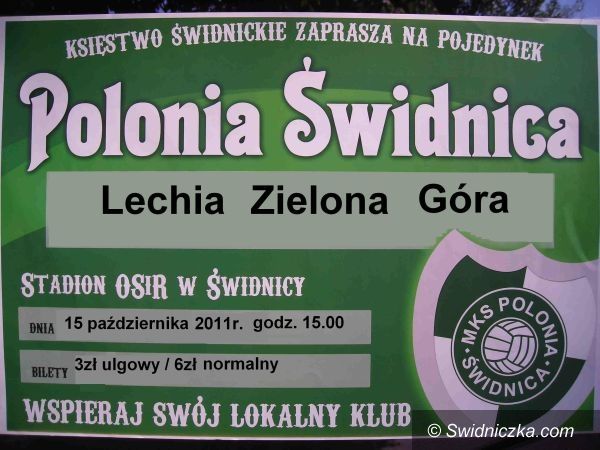 KSIĘSTWO ŚWIDNICKIE ZAPRASZA NA POJEDYNEK
Polonia Świdnica
Lechia Zielona Góra
STADION OSIR W ŚWIDNICY
DNIA 15 października 2011r. godz. 15.00
BILETY 3zł ulgowy / 6zł normalny
WSPIERAJ SWÓJ LOKALNY KLUB
MKS POLONIA
ŚWIDNICA
© Swidniczka.com